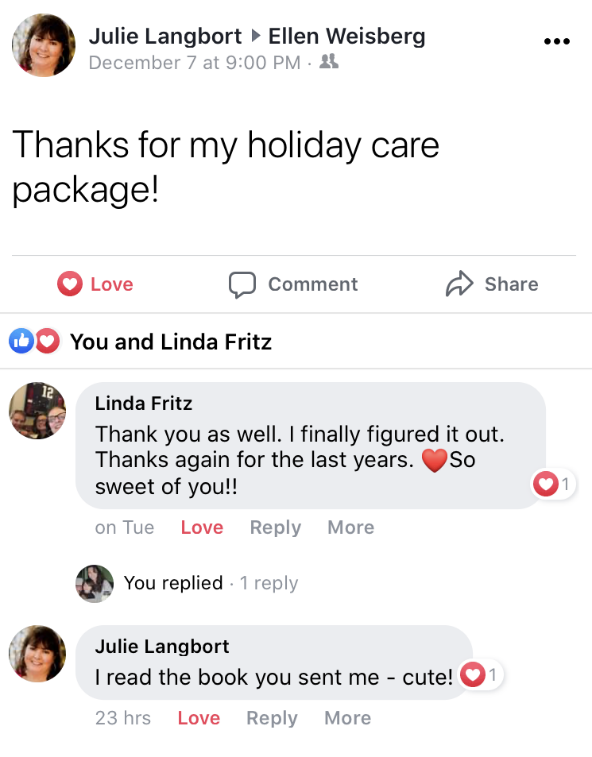 Julie Langbort ▸ Ellen Weisberg
December 7 at 9:00 PM ·
Thanks for my holiday care
package!
Love Comment Share
You and Linda Fritz
12
Linda Fritz
Thank you as well. I finally figured it out.
Thanks again for the last years. ❤️So
sweet of you!!
1
on Tue Love Reply More
You replied · 1 reply
Julie Langbort
I read the book you sent me - cute!
1
23 hrs Love Reply More